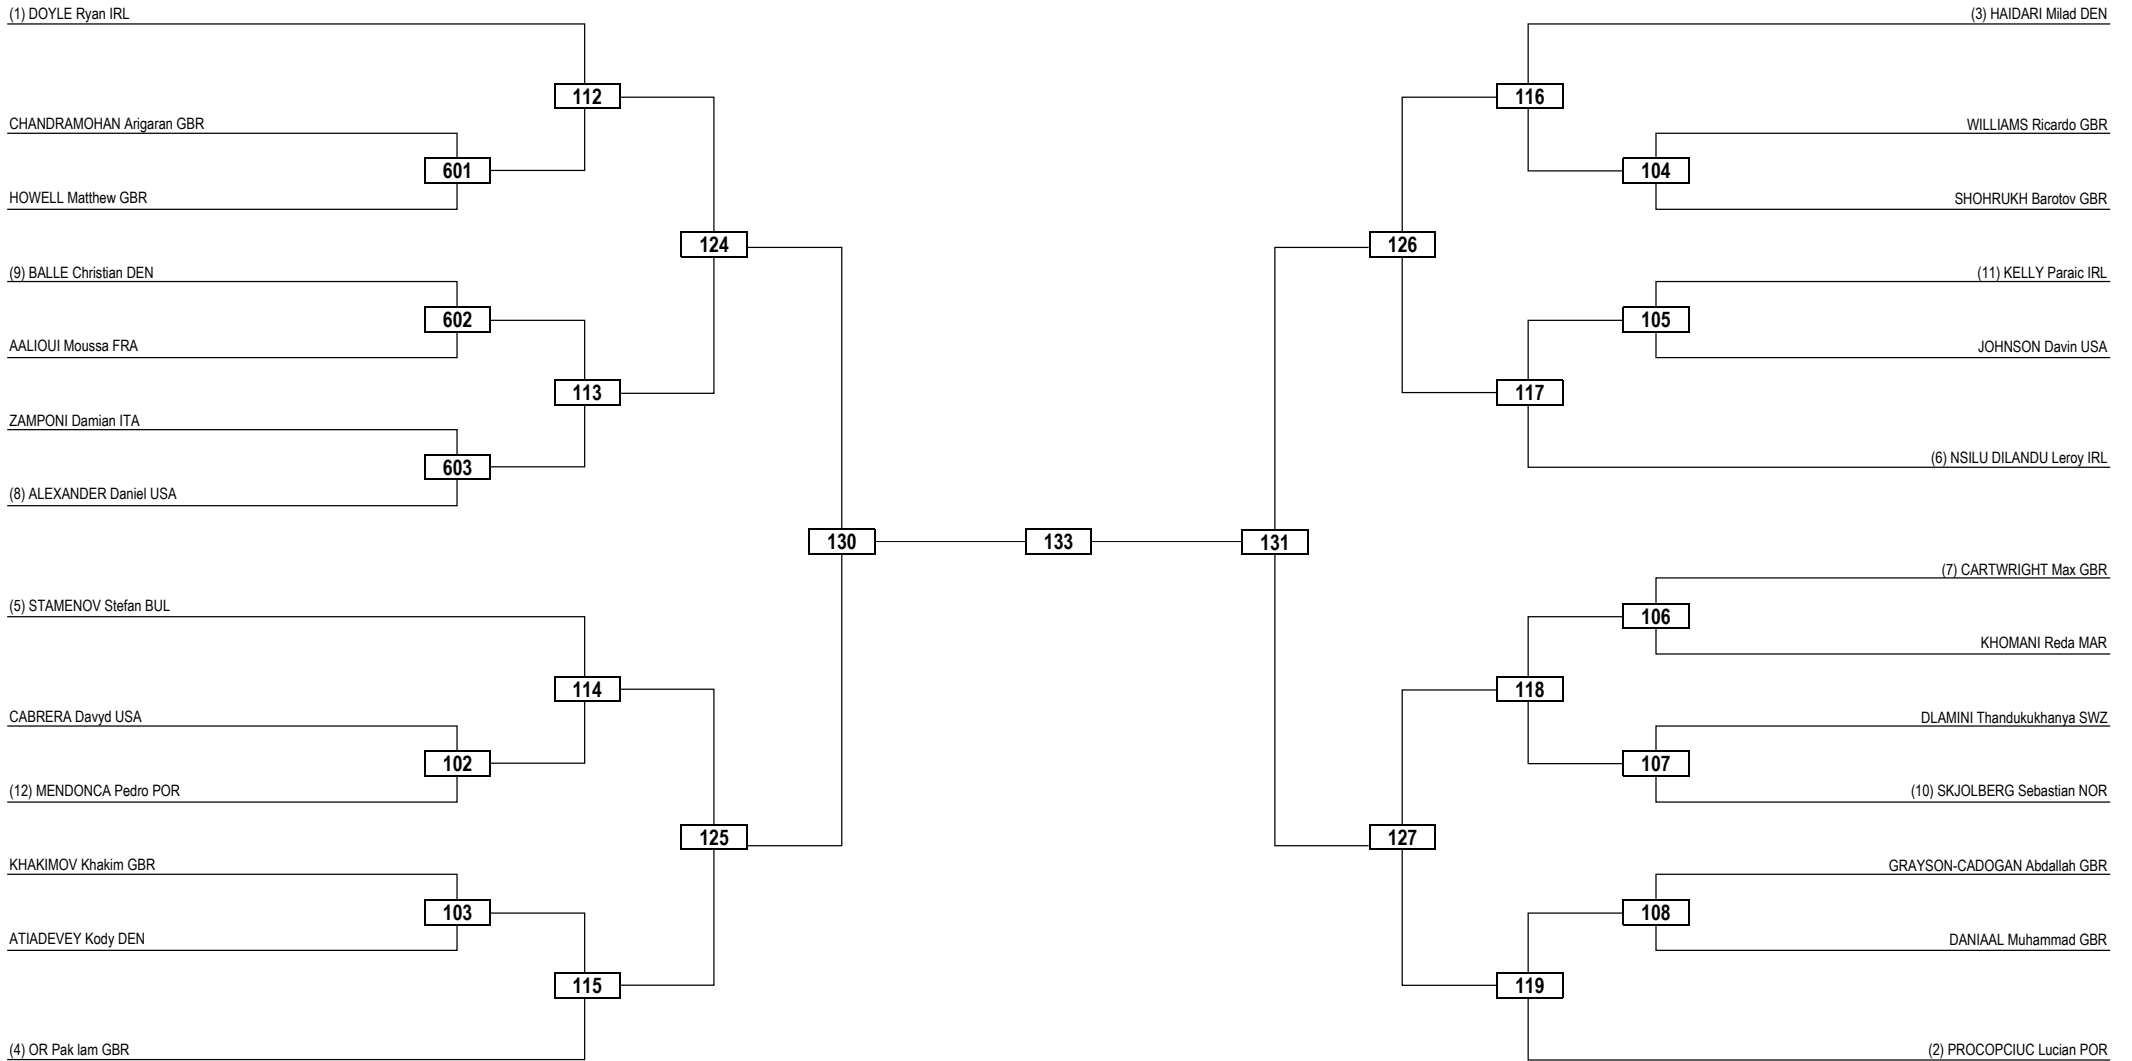 (1) DOYLE Ryan IRL
112
CHANDRAMOHAN Arigaran GBR
601
HOWELL Matthew GBR
124
(9) BALLE Christian DEN
602
AALIOUI Moussa FRA
113
ZAMPONI Damian ITA
603
(8) ALEXANDER Daniel USA
130
(5) STAMENOV Stefan BUL
114
CABRERA Davyd USA
102
(12) MENDONCA Pedro POR
125
KHAKIMOV Khakim GBR
103
ATIADEVEY Kody DEN
115
(4) OR Pak lam GBR
133
(3) HAIDARI Milad DEN
116
WILLIAMS Ricardo GBR
104
SHOHRUKH Barotov GBR
126
(11) KELLY Paraic IRL
105
JOHNSON Davin USA
117
(6) NSILU DILANDU Leroy IRL
131
(7) CARTWRIGHT Max GBR
106
KHOMANI Reda MAR
118
DLAMINI Thandukukhanya SWZ
107
(10) SKJOLBERG Sebastian NOR
127
GRAYSON-CADOGAN Abdallah GBR
108
DANIAAL Muhammad GBR
119
(2) PROCOPCIUC Lucian POR